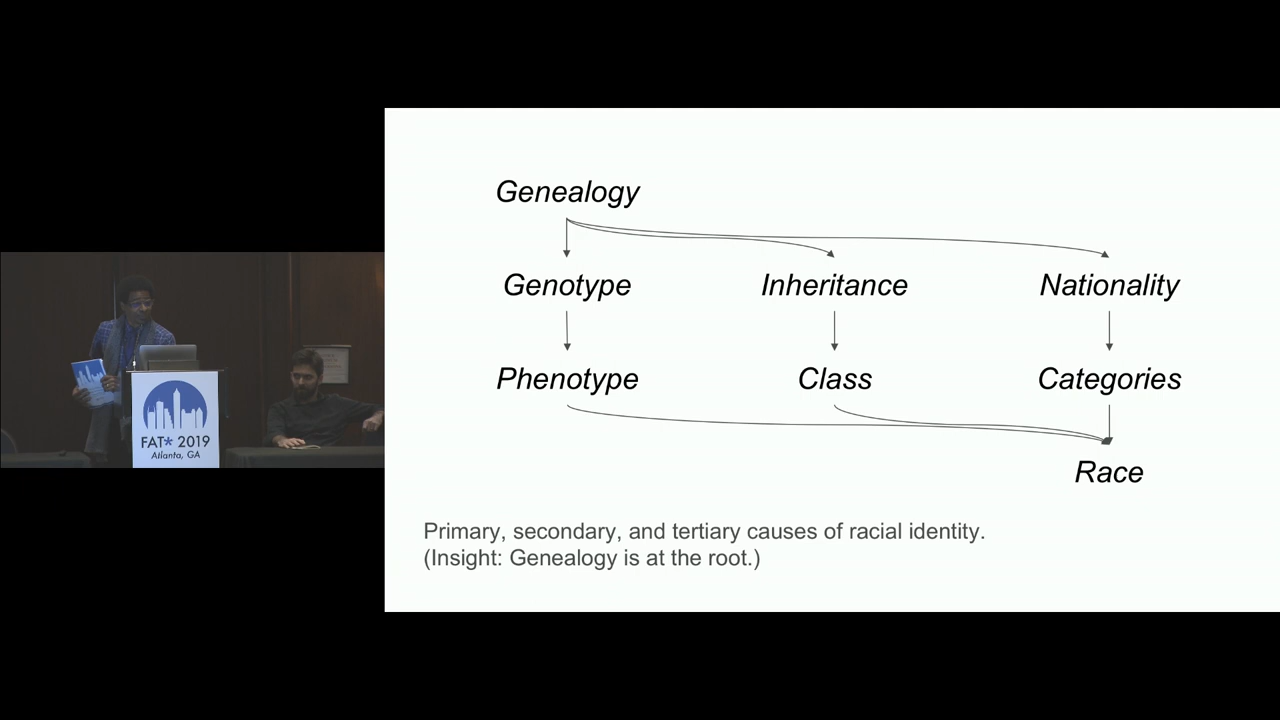 Genealogy
Genotype Inheritance Nationality
Phenotype Class Categories
Race
Primary, secondary, and tertiary causes of racial identity.
(Insight: Genealogy is at the root.)
FAT* 2019
Atlanta, GA